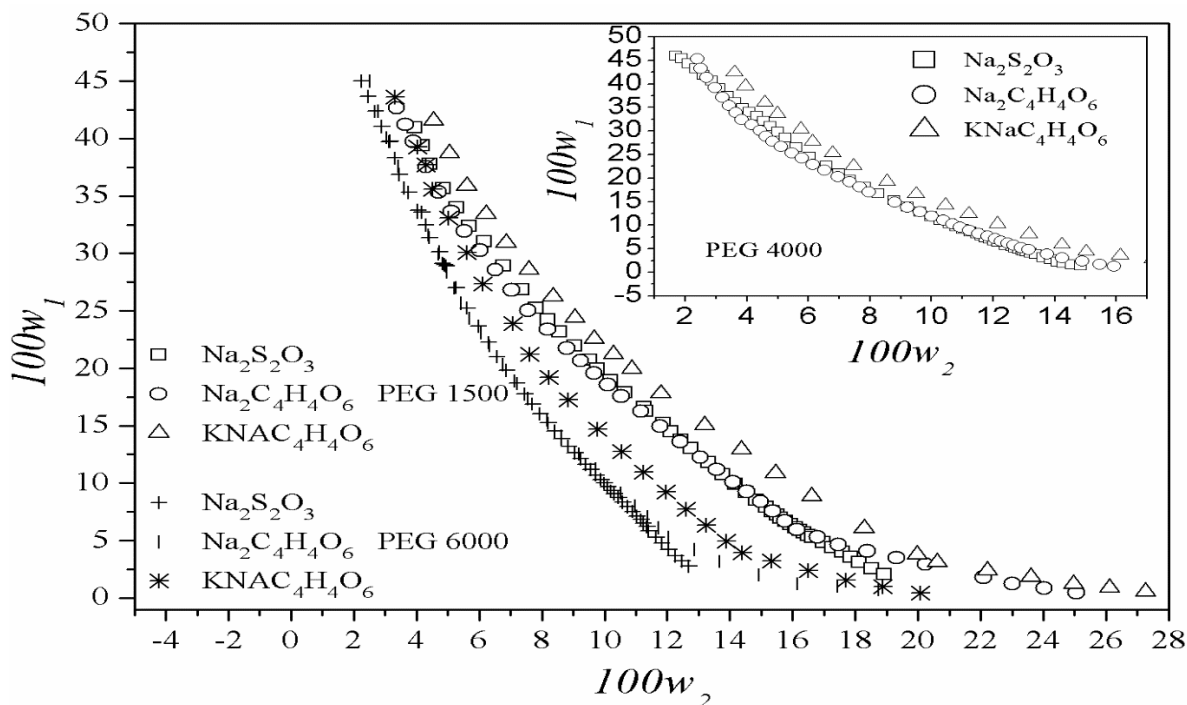 50
45
40
35
30
25
20
15
10
5
0
100w₁
-4 -2 0 2 4 6 8 10 12 14 16 18 20 22 24 26 28
100w₂
Na₂S₂O₃
Na₂C₄H₄O₆ PEG 1500
KNAC₄H₄O₆
Na₂S₂O₃
Na₂C₄H₄O₆ PEG 6000
KNAC₄H₄O₆
50
45
40
35
30
25
20
15
10
5
0
-5
100w₁
Na₂S₂O₃
Na₂C₄H₄O₆
KNaC₄H₄O₆
PEG 4000
2 4 6 8 10 12 14 16
100w₂